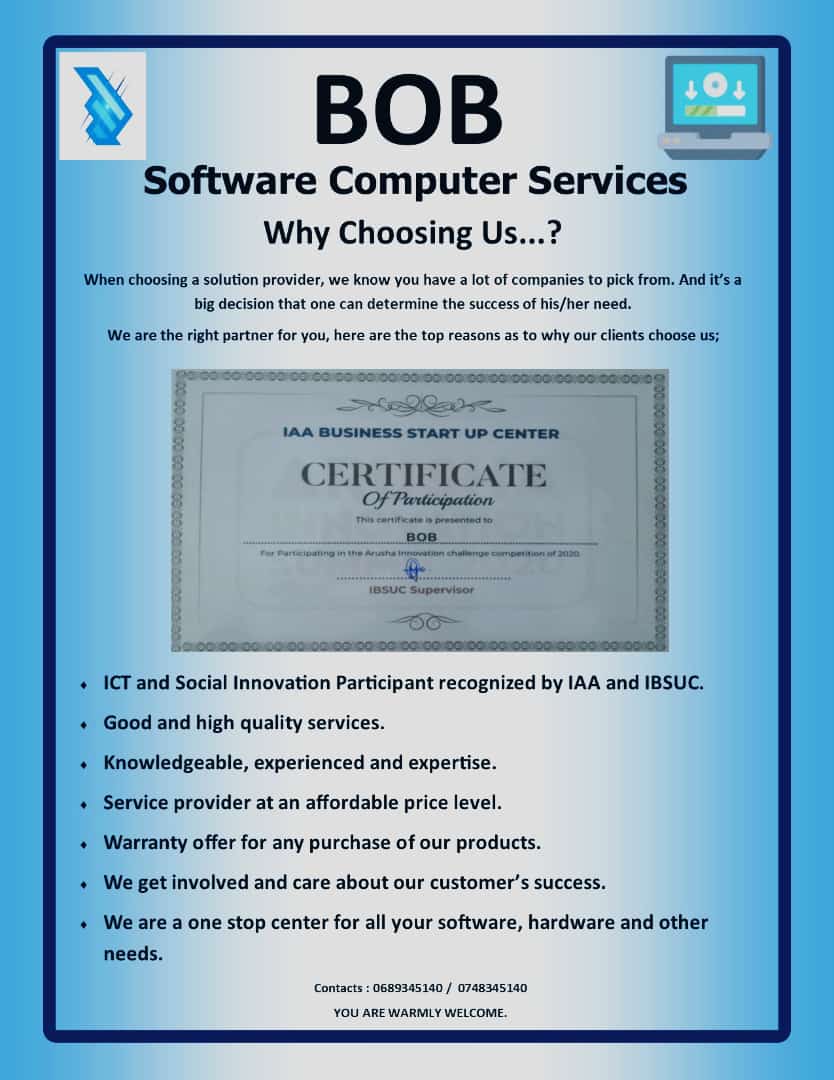 BOB
Software Computer Services
Why Choosing Us...?
When choosing a solution provider, we know you have a lot of companies to pick from. And it's a
big decision that one can determine the success of his/her need.
We are the right partner for you, here are the top reasons as to why our clients choose us;
IAA BUSINESS START UP CENTER
CERTIFICATE
Of Participation
This certificate is presented to
BOB
For Participating in the Arusha Innovation challenge competition of 2020.
IBSUC Supervisor
♦ ICT and Social Innovation Participant recognized by IAA and IBSUC.
♦ Good and high quality services.
♦ Knowledgeable, experienced and expertise.
♦ Service provider at an affordable price level.
♦ Warranty offer for any purchase of our products.
♦ We get involved and care about our customer's success.
♦ We are a one stop center for all your software, hardware and other
needs.
Contacts : 0689345140 / 0748345140
YOU ARE WARMLY WELCOME.